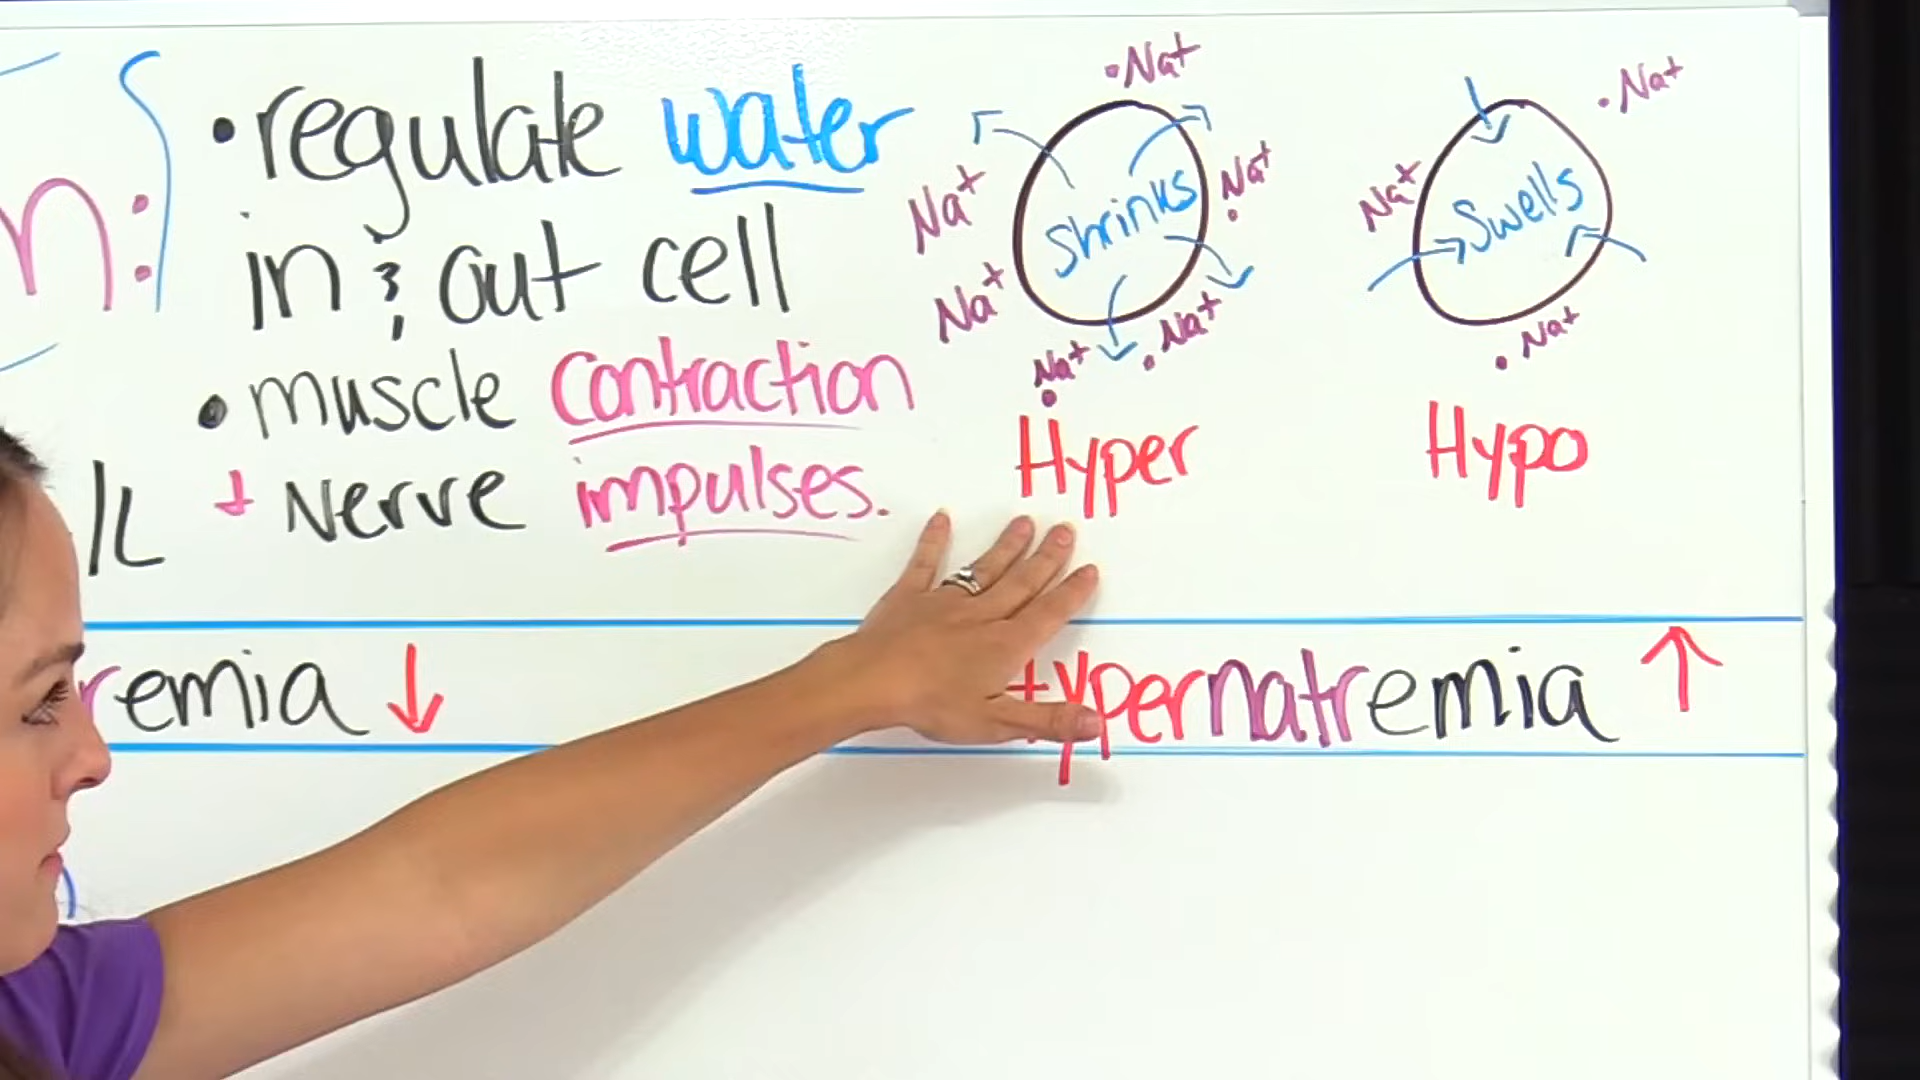 n:
• regulate water
in & out cell
• muscle contraction
+ Nerve impulses.
/L
Na+
Na+
Na+
Na+
Na+
Na+
Shrinks
Hyper
Na+
Na+
Na+
Swells
Hypo
remia ↓
Hypernatremia ↑